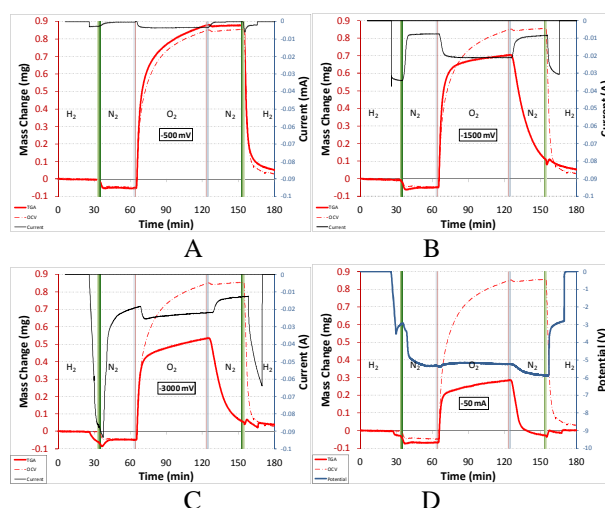 0.9
0.8
0.7
0.6
0.5
0.4
0.3
0.2
0.1
0
-0.1
Mass Change (mg)
H2 N2 O2 N2 H2
-500 mV
0
-0.01
-0.02
-0.03
-0.04
-0.05
-0.06
-0.07
-0.08
-0.09
-0.1
Current (mA)
0 30 60 90 120 150 180
Time (min)
TGA
OCV
Current
A
0.9
0.8
0.7
0.6
0.5
0.4
0.3
0.2
0.1
0
-0.1
Mass Change (mg)
H2 N2 O2 N2 H2
-1500 mV
0
-0.01
-0.02
-0.03
-0.04
-0.05
-0.06
-0.07
-0.08
-0.09
-0.1
Current (A)
0 30 60 90 120 150 180
Time (min)
TGA
OCV
Current
B
0.9
0.8
0.7
0.6
0.5
0.4
0.3
0.2
0.1
0
-0.1
Mass Change (mg)
H2 N2 O2 N2 H2
-3000 mV
0
-0.01
-0.02
-0.03
-0.04
-0.05
-0.06
-0.07
-0.08
-0.09
-0.1
Current (A)
0 30 60 90 120 150 180
Time (min)
TGA
OCV
Current
C
0.9
0.8
0.7
0.6
0.5
0.4
0.3
0.2
0.1
0
-0.1
Mass Change (mg)
H2 N2 O2 N2 H2
-50 mA
0
-1
-2
-3
-4
-5
-6
-7
-8
-9
-10
Potential (V)
0 30 60 90 120 150 180
Time (min)
TGA
OCV
Potential
D